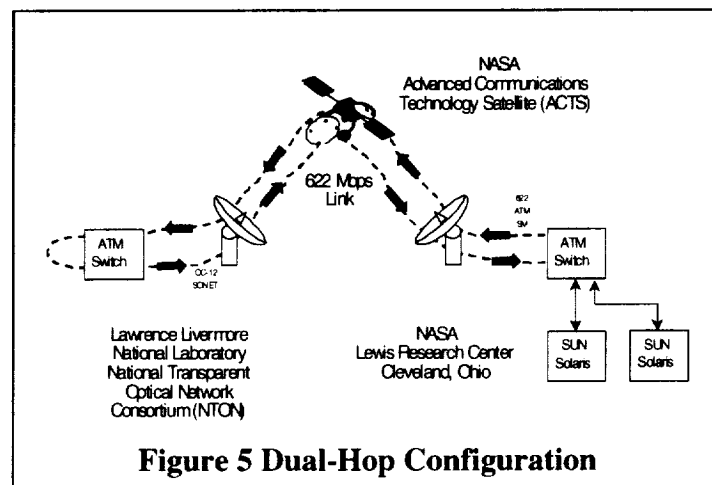 NASA
Advanced Communications
Technology Satellite (ACTS)
622 Mbps
Link
622
ATM
SM
ATM
Switch
OC-12
SONET
ATM
Switch
Lawrence Livermore
National Laboratory
National Transparent
Optical Network
Consortium (NTON)
NASA
Lewis Research Center
Cleveland, Ohio
SUN
Solaris
SUN
Solaris
Figure 5 Dual-Hop Configuration